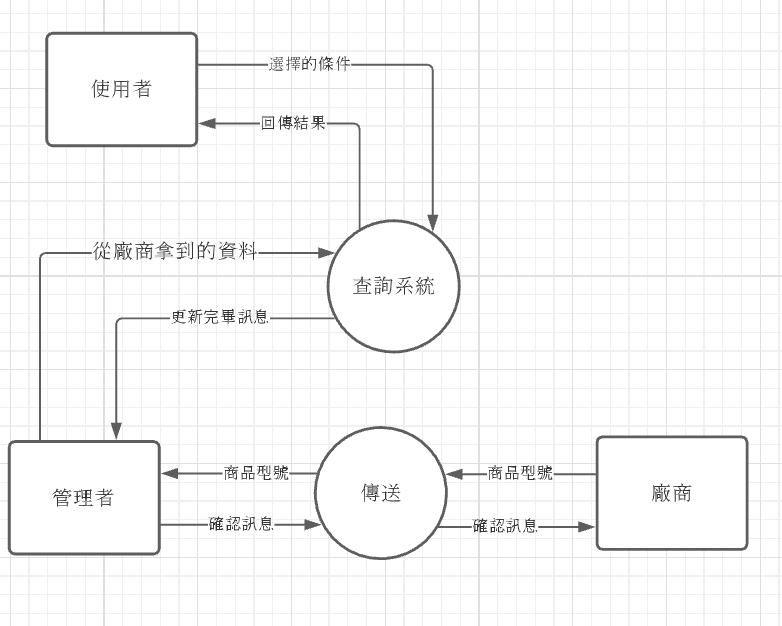 使用者
選擇的條件
回傳結果
從廠商拿到的資料
查詢系統
更新完畢訊息
管理者
商品型號
傳送
商品型號
廠商
確認訊息
確認訊息